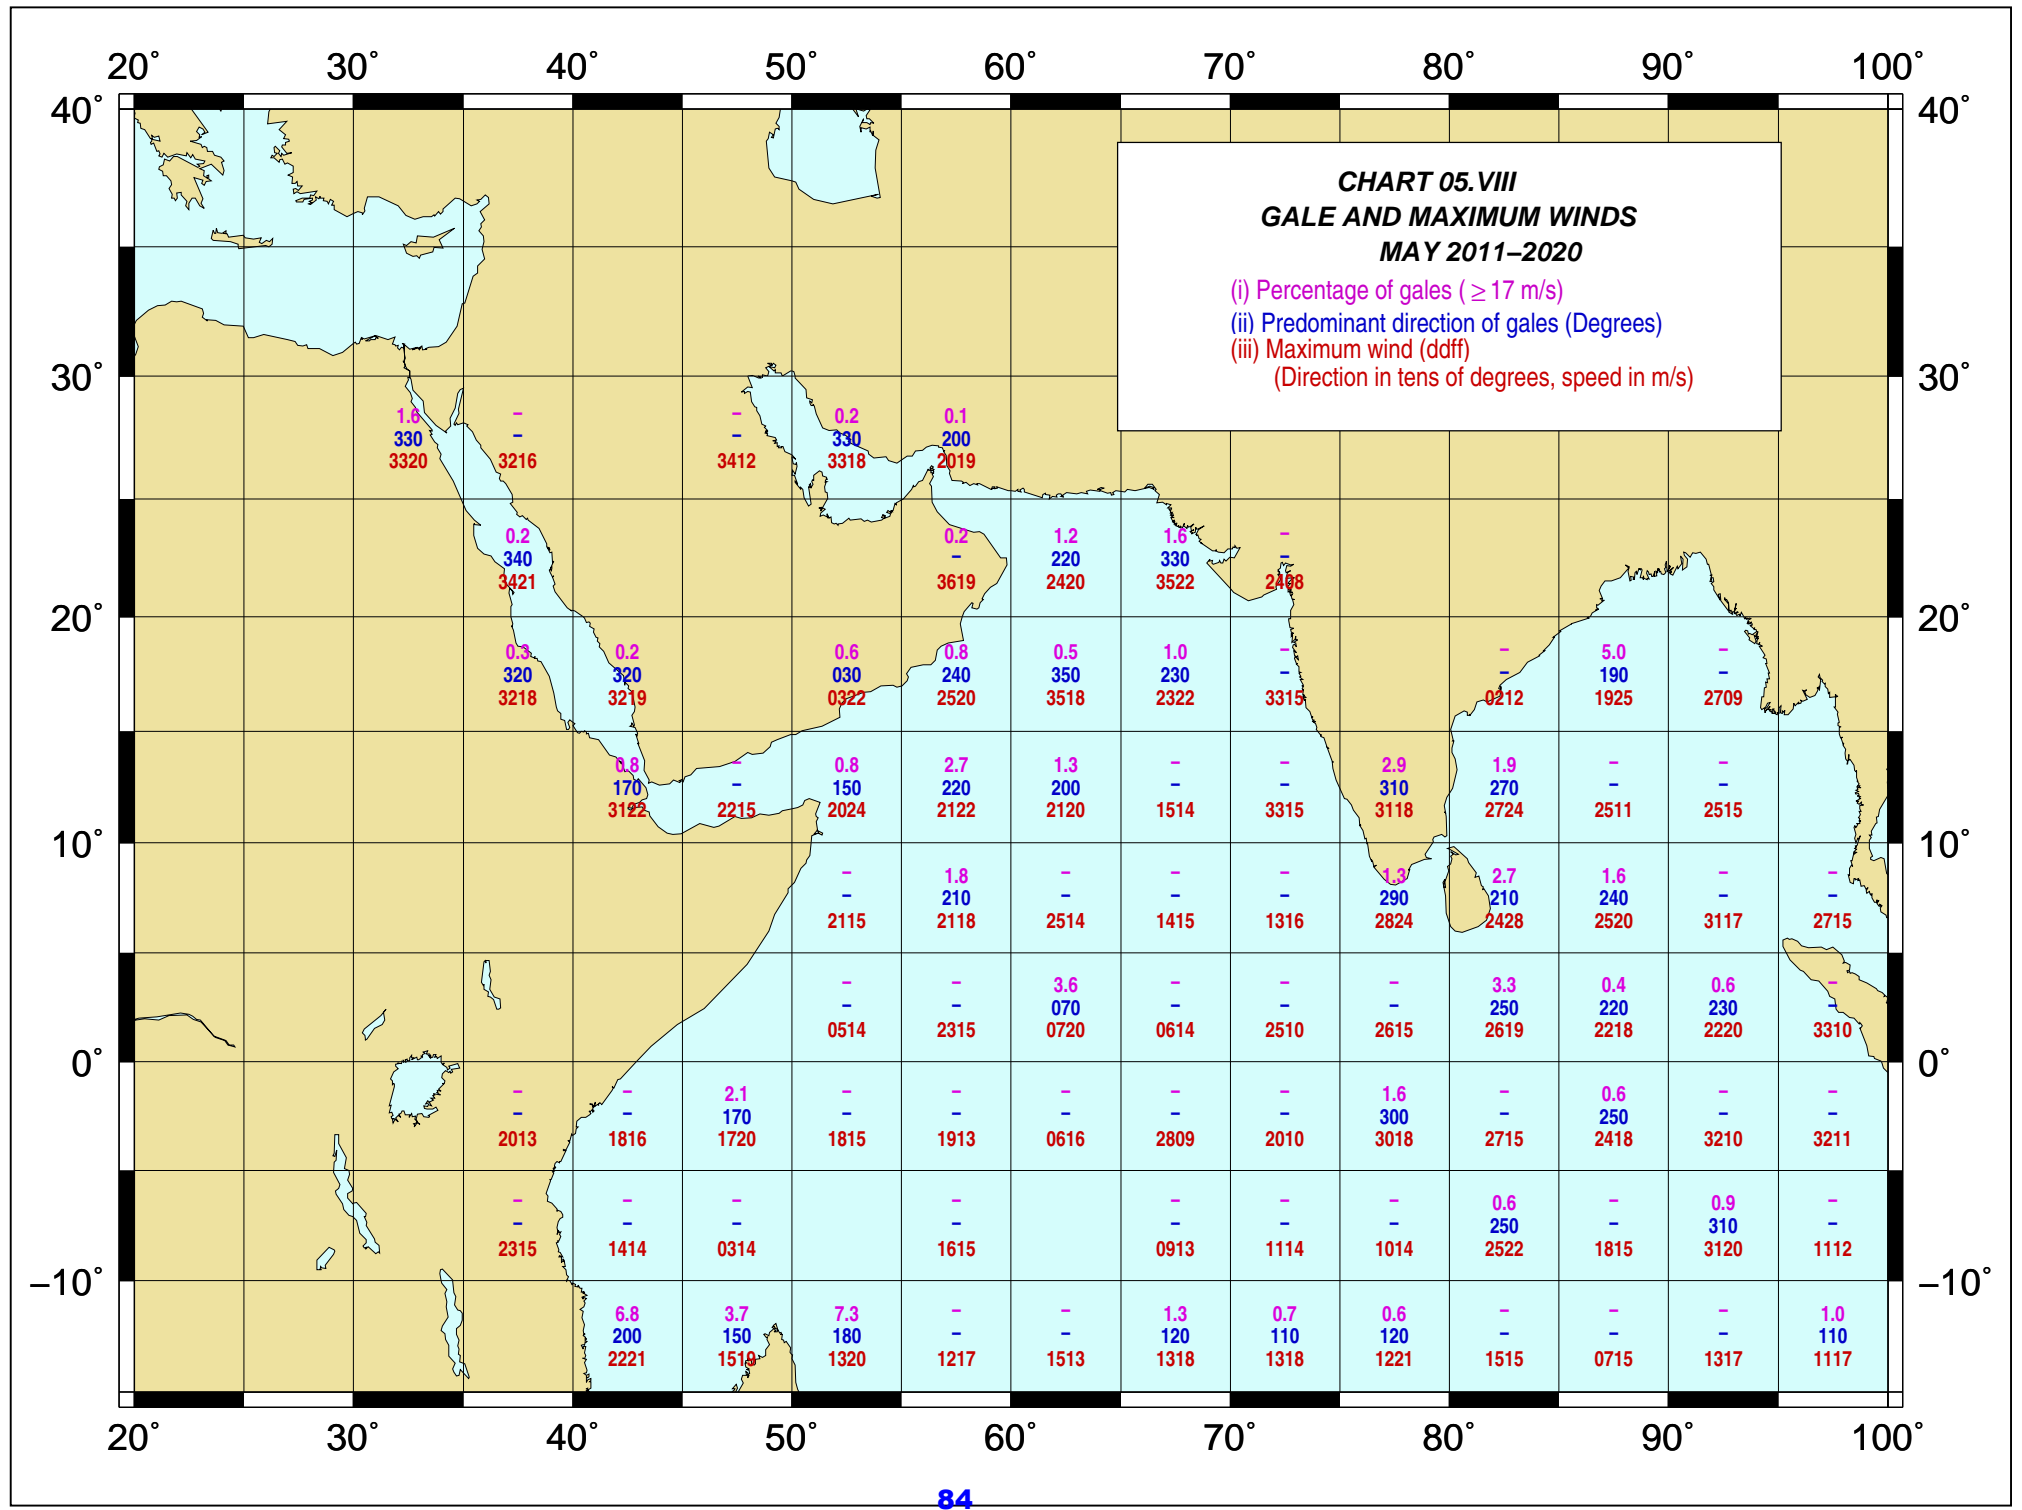 20° 30° 40° 50° 60° 70° 80° 90° 100°
40° 40°
CHART 05.VIII
GALE AND MAXIMUM WINDS
MAY 2011–2020
(i) Percentage of gales ( ≥ 17 m/s)
(ii) Predominant direction of gales (Degrees)
(iii) Maximum wind (ddff)
(Direction in tens of degrees, speed in m/s)
30° 30°
1.6 – – 0.2 0.1
330 – – 330 200
3320 3216 3412 3318 2019
0.2 0.2 1.2 1.6 –
340 – 220 330 –
3421 3619 2420 3522 2408
20° 20°
0.3 0.2 0.6 0.8 0.5 1.0 – – 5.0 –
320 320 030 240 350 230 – – 190 –
3218 3219 0322 2520 3518 2322 3315 0212 1925 2709
0.8 – 0.8 2.7 1.3 – – 2.9 1.9 – –
170 – 150 220 200 – – 310 270 – –
3122 2215 2024 2122 2120 1514 3315 3118 2724 2511 2515
10° 10°
– 1.8 – – – 1.3 2.7 1.6 – –
– 210 – – – 290 210 240 – –
2115 2118 2514 1415 1316 2824 2428 2520 3117 2715
– – 3.6 – – – 3.3 0.4 0.6 –
– – 070 – – – 250 220 230 –
0514 2315 0720 0614 2510 2615 2619 2218 2220 3310
0° 0°
– – 2.1 – – – – – 1.6 – 0.6 – –
– – 170 – – – – – 300 – 250 – –
2013 1816 1720 1815 1913 0616 2809 2010 3018 2715 2418 3210 3211
– – – – – – – 0.6 – 0.9 –
– – – – – – – 250 – 310 –
2315 1414 0314 1615 0913 1114 1014 2522 1815 3120 1112
–10° –10°
6.8 3.7 7.3 – – 1.3 0.7 0.6 – – – 1.0
200 150 180 – – 120 110 120 – – – 110
2221 1519 1320 1217 1513 1318 1318 1221 1515 0715 1317 1117
20° 30° 40° 50° 60° 70° 80° 90° 100°
84